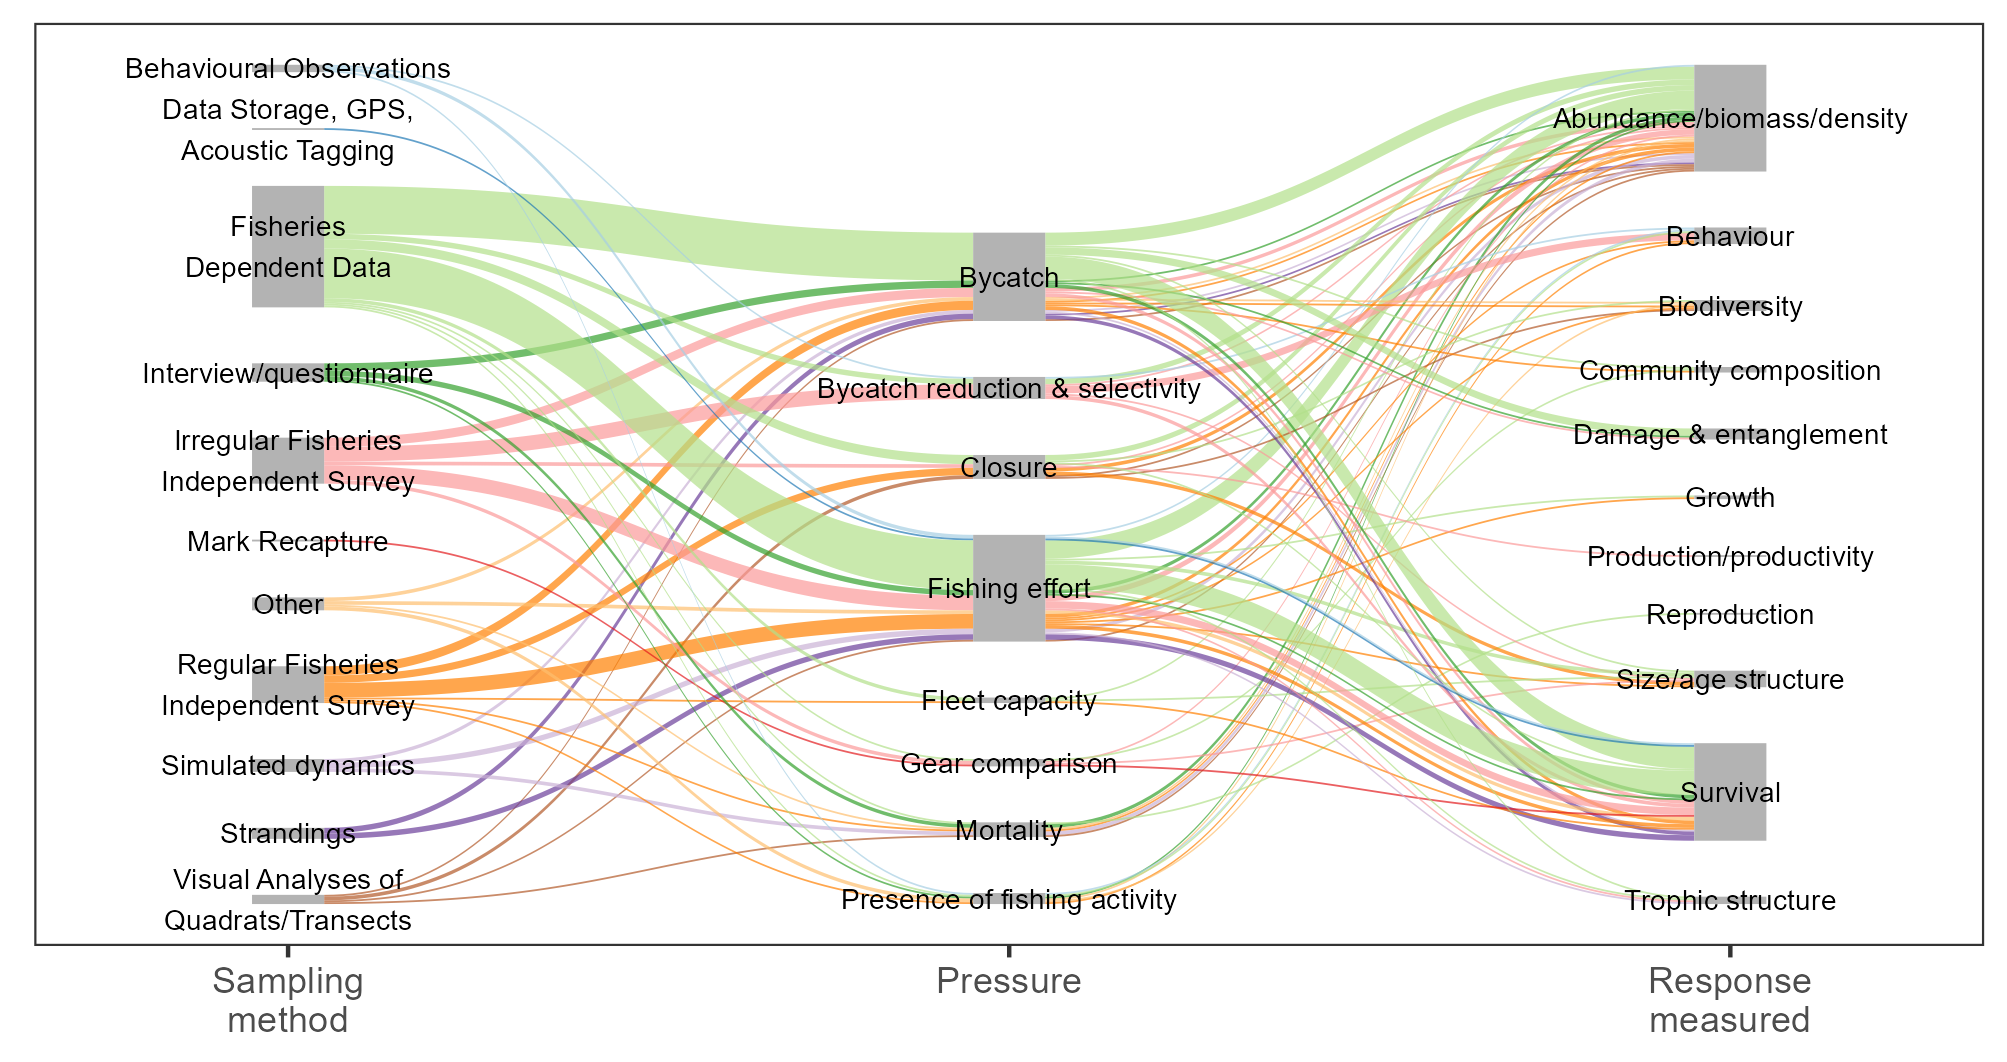 Behavioural Observations
Data Storage, GPS,
Acoustic Tagging
Fisheries
Dependent Data
Interview/questionnaire
Irregular Fisheries
Independent Survey
Mark Recapture
Other
Regular Fisheries
Independent Survey
Simulated dynamics
Strandings
Visual Analyses of
Quadrats/Transects
Bycatch
Bycatch reduction & selectivity
Closure
Fishing effort
Fleet capacity
Gear comparison
Mortality
Presence of fishing activity
Abundance/biomass/density
Behaviour
Biodiversity
Community composition
Damage & entanglement
Growth
Production/productivity
Reproduction
Size/age structure
Survival
Trophic structure
Sampling
method
Pressure
Response
measured